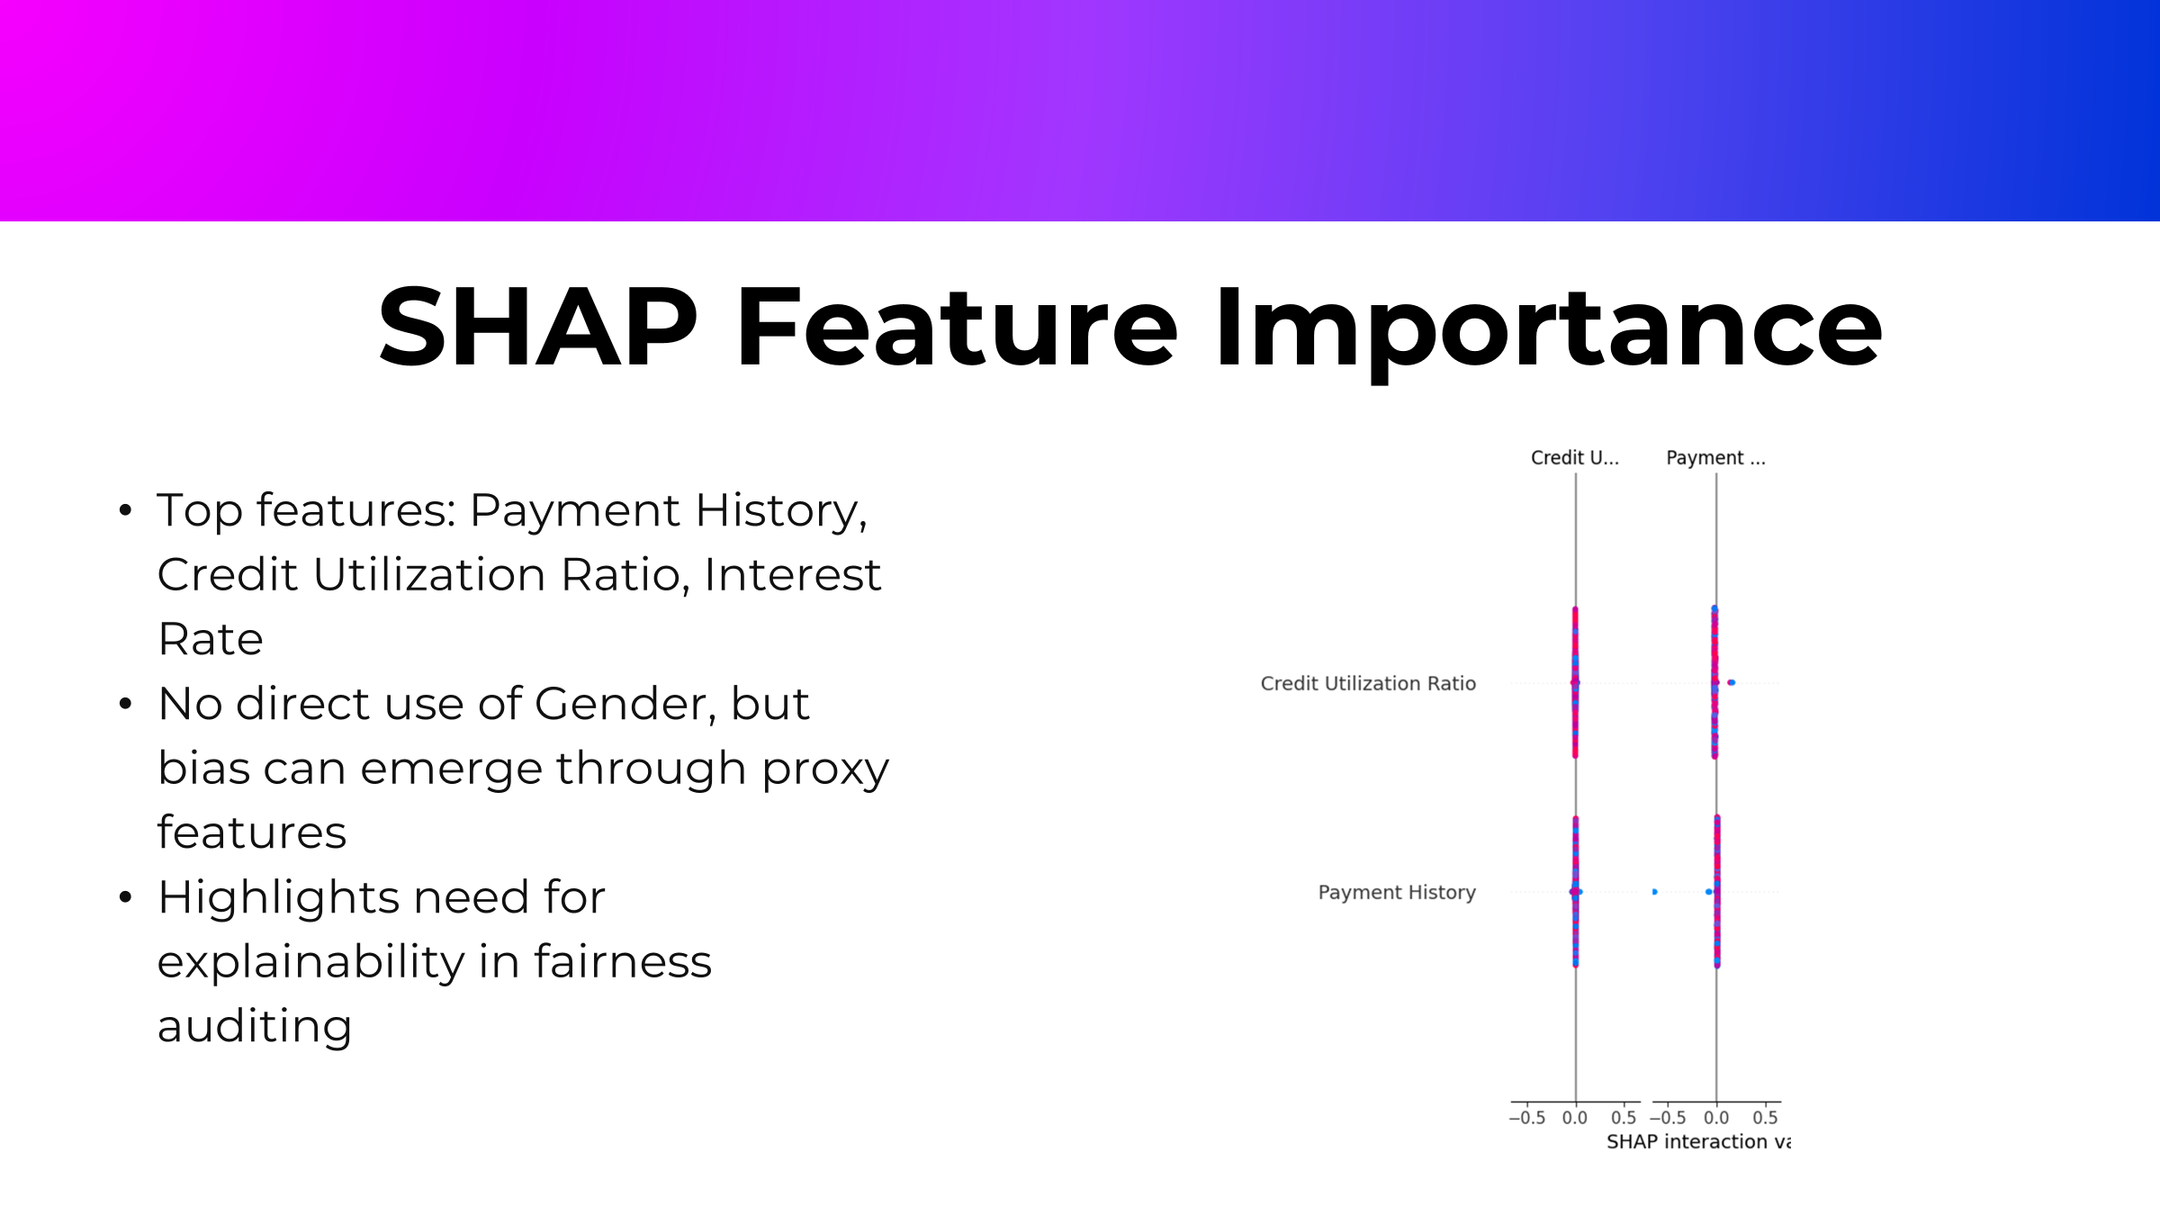 SHAP Feature Importance
• Top features: Payment History,
Credit Utilization Ratio, Interest
Rate
• No direct use of Gender, but
bias can emerge through proxy
features
• Highlights need for
explainability in fairness
auditing
Credit U... Payment ...
Credit Utilization Ratio
Payment History
−0.5 0.0 0.5 −0.5 0.0 0.5
SHAP interaction va